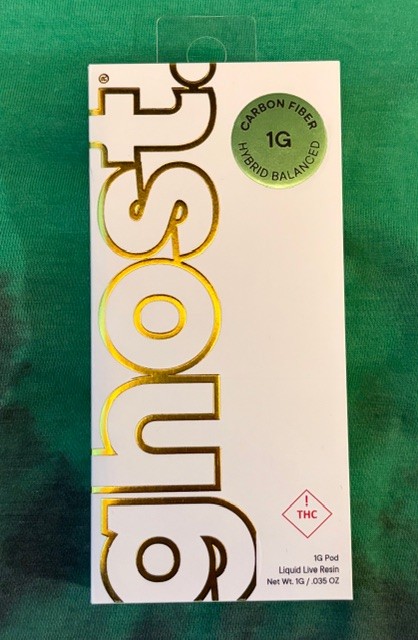 ghost.
®
CARBON FIBER
1G
HYBRID BALANCED
!
THC
1G Pod
Liquid Live Resin
Net Wt. 1G / .035 OZ